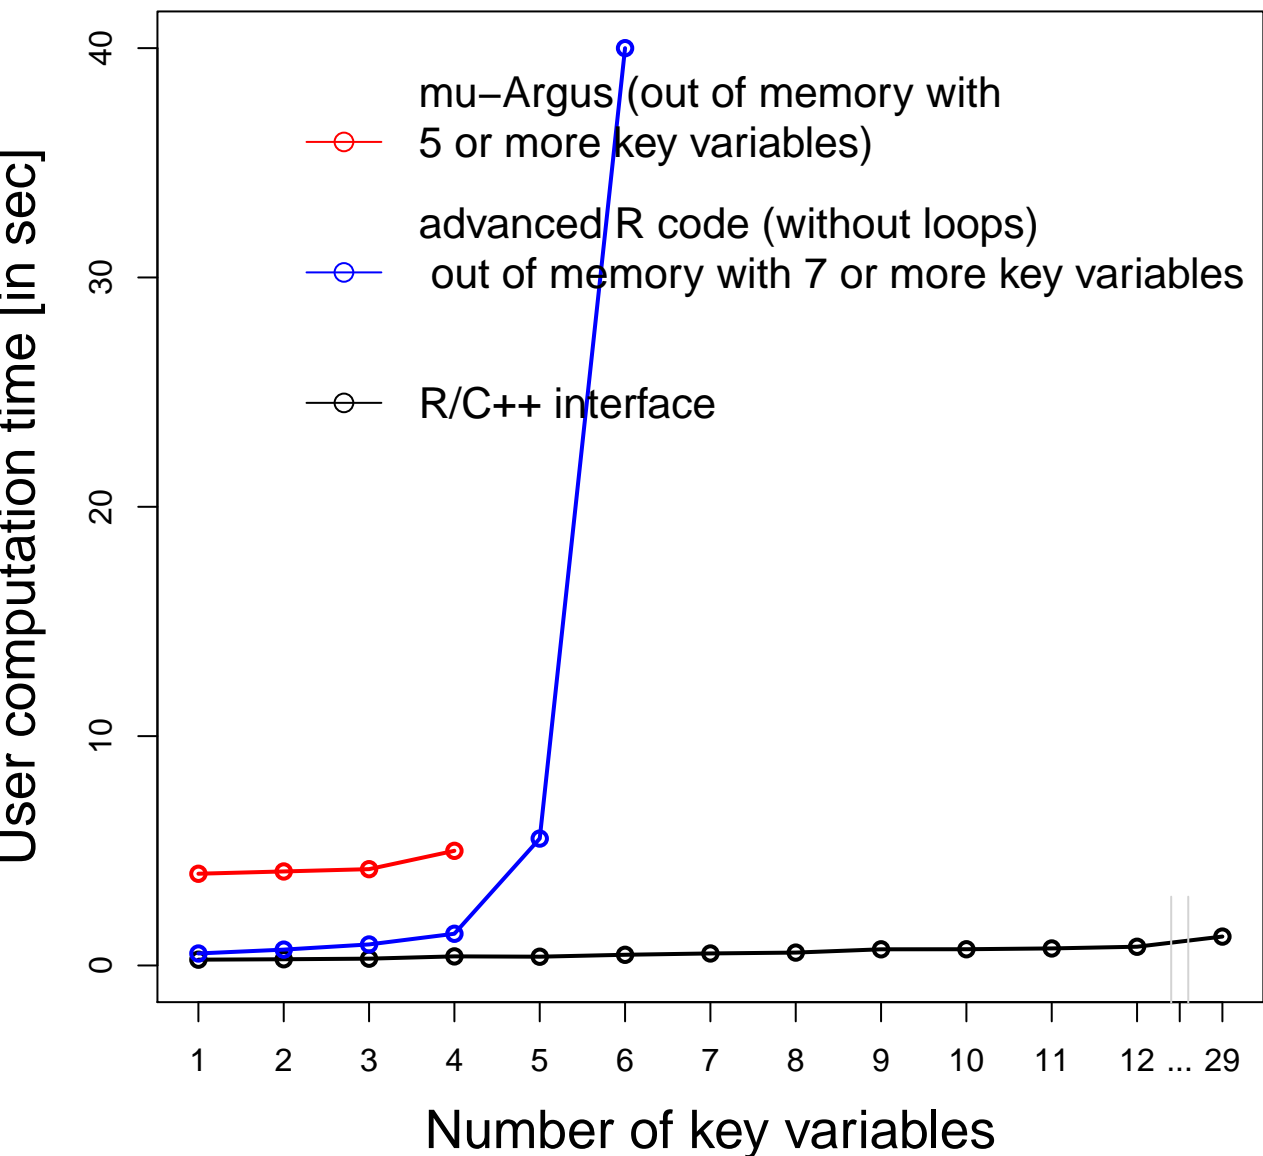 40
30
20
10
0
User computation time [in sec]
mu−Argus (out of memory with
5 or more key variables)
advanced R code (without loops)
out of memory with 7 or more key variables
R/C++ interface
1 2 3 4 5 6 7 8 9 10 11 12 ... 29
Number of key variables